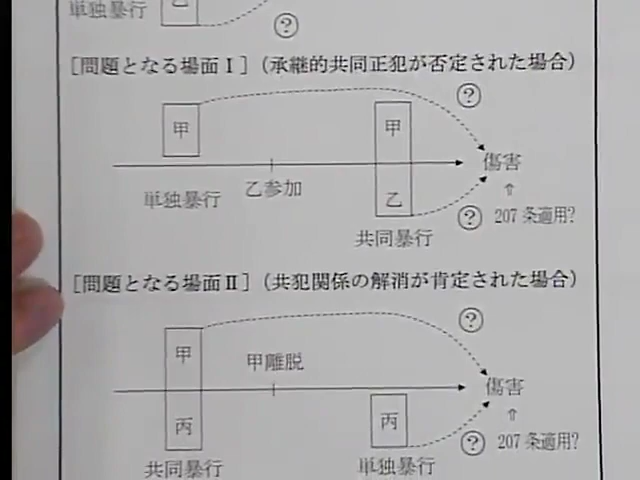 乙
単独暴行
?
[問題となる場面Ⅰ](承継的共同正犯が否定された場合)
?
甲 甲
傷害
乙参加
単独暴行 乙
⇧
? 207条適用?
共同暴行
[問題となる場面Ⅱ](共犯関係の解消が肯定された場合)
?
甲 甲離脱
傷害
⇧
丙 丙
? 207条適用?
共同暴行 単独暴行